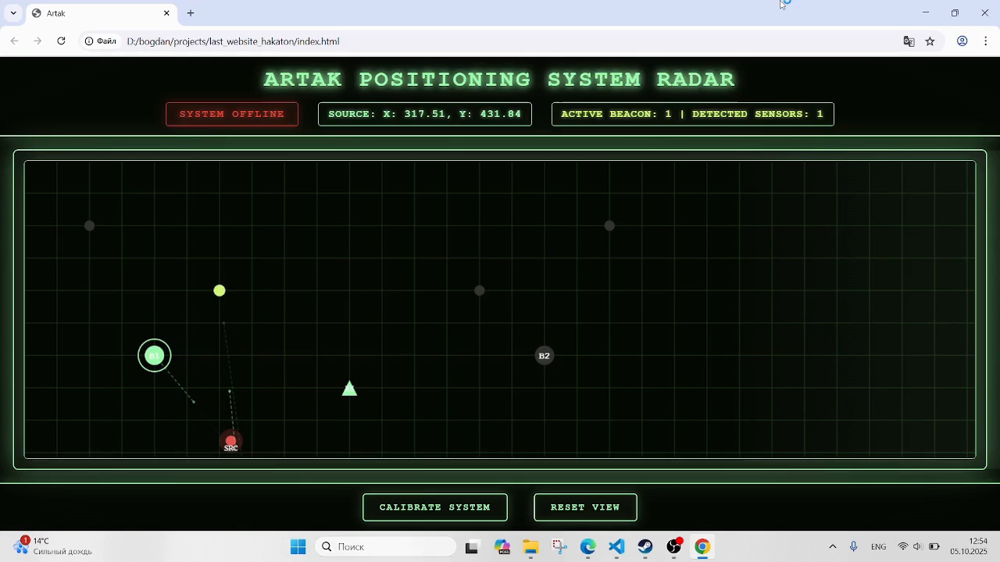 Artak
Файл
D:/bogdan/projects/last_website_hakaton/index.html
ARTAK POSITIONING SYSTEM RADAR
SYSTEM OFFLINE
SOURCE: X: 317.51, Y: 431.84
ACTIVE BEACON: 1 | DETECTED SENSORS: 1
B1
B2
SRC
CALIBRATE SYSTEM
RESET VIEW
1
14°C
Сильный дождь
Поиск
ENG
12:54
05.10.2025